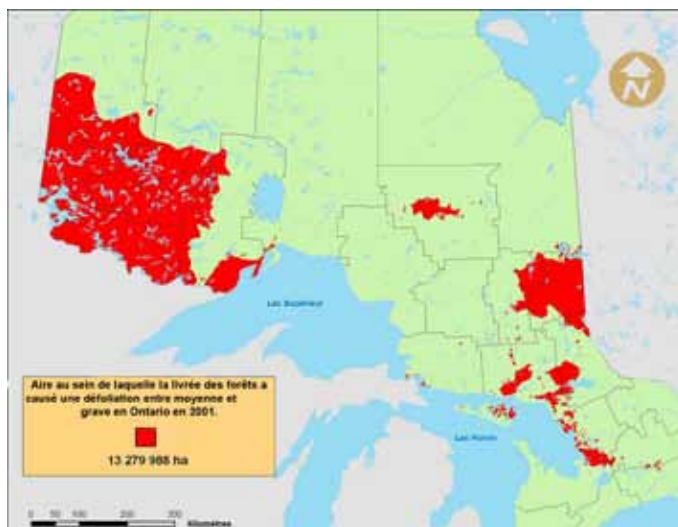 N
Lac Supérieur
Lac Huron
Aire au sein de laquelle la livrée des forêts a
causé une défoliation entre moyenne et
grave en Ontario en 2001.
13 279 988 ha
0 50 100 200 300
Kilomètres